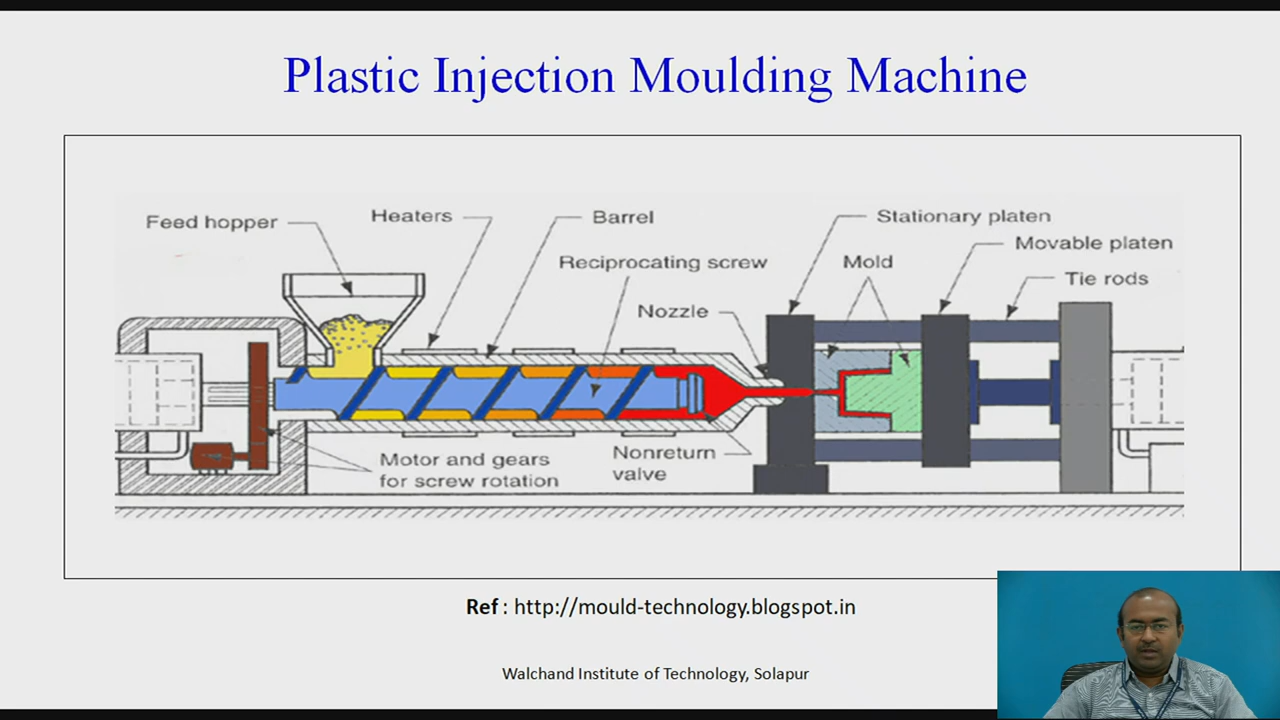 Plastic Injection Moulding Machine
Feed hopper
Heaters
Barrel
Stationary platen
Movable platen
Reciprocating screw
Mold
Tie rods
Nozzle
Motor and gears
for screw rotation
Nonreturn
valve
Ref : http://mould-technology.blogspot.in
Walchand Institute of Technology, Solapur